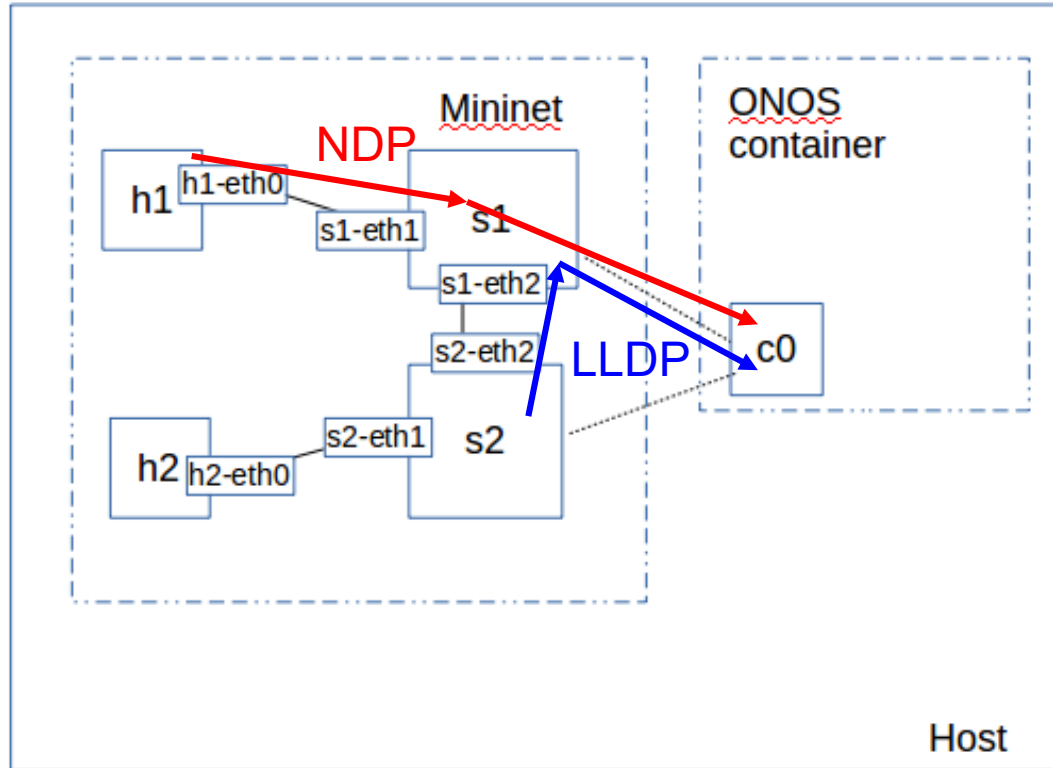 Mininet
ONOS
container
NDP
h1
h1-eth0
s1-eth1
s1
s1-eth2
s2-eth2
LLDP
c0
h2
h2-eth0
s2-eth1
s2
Host